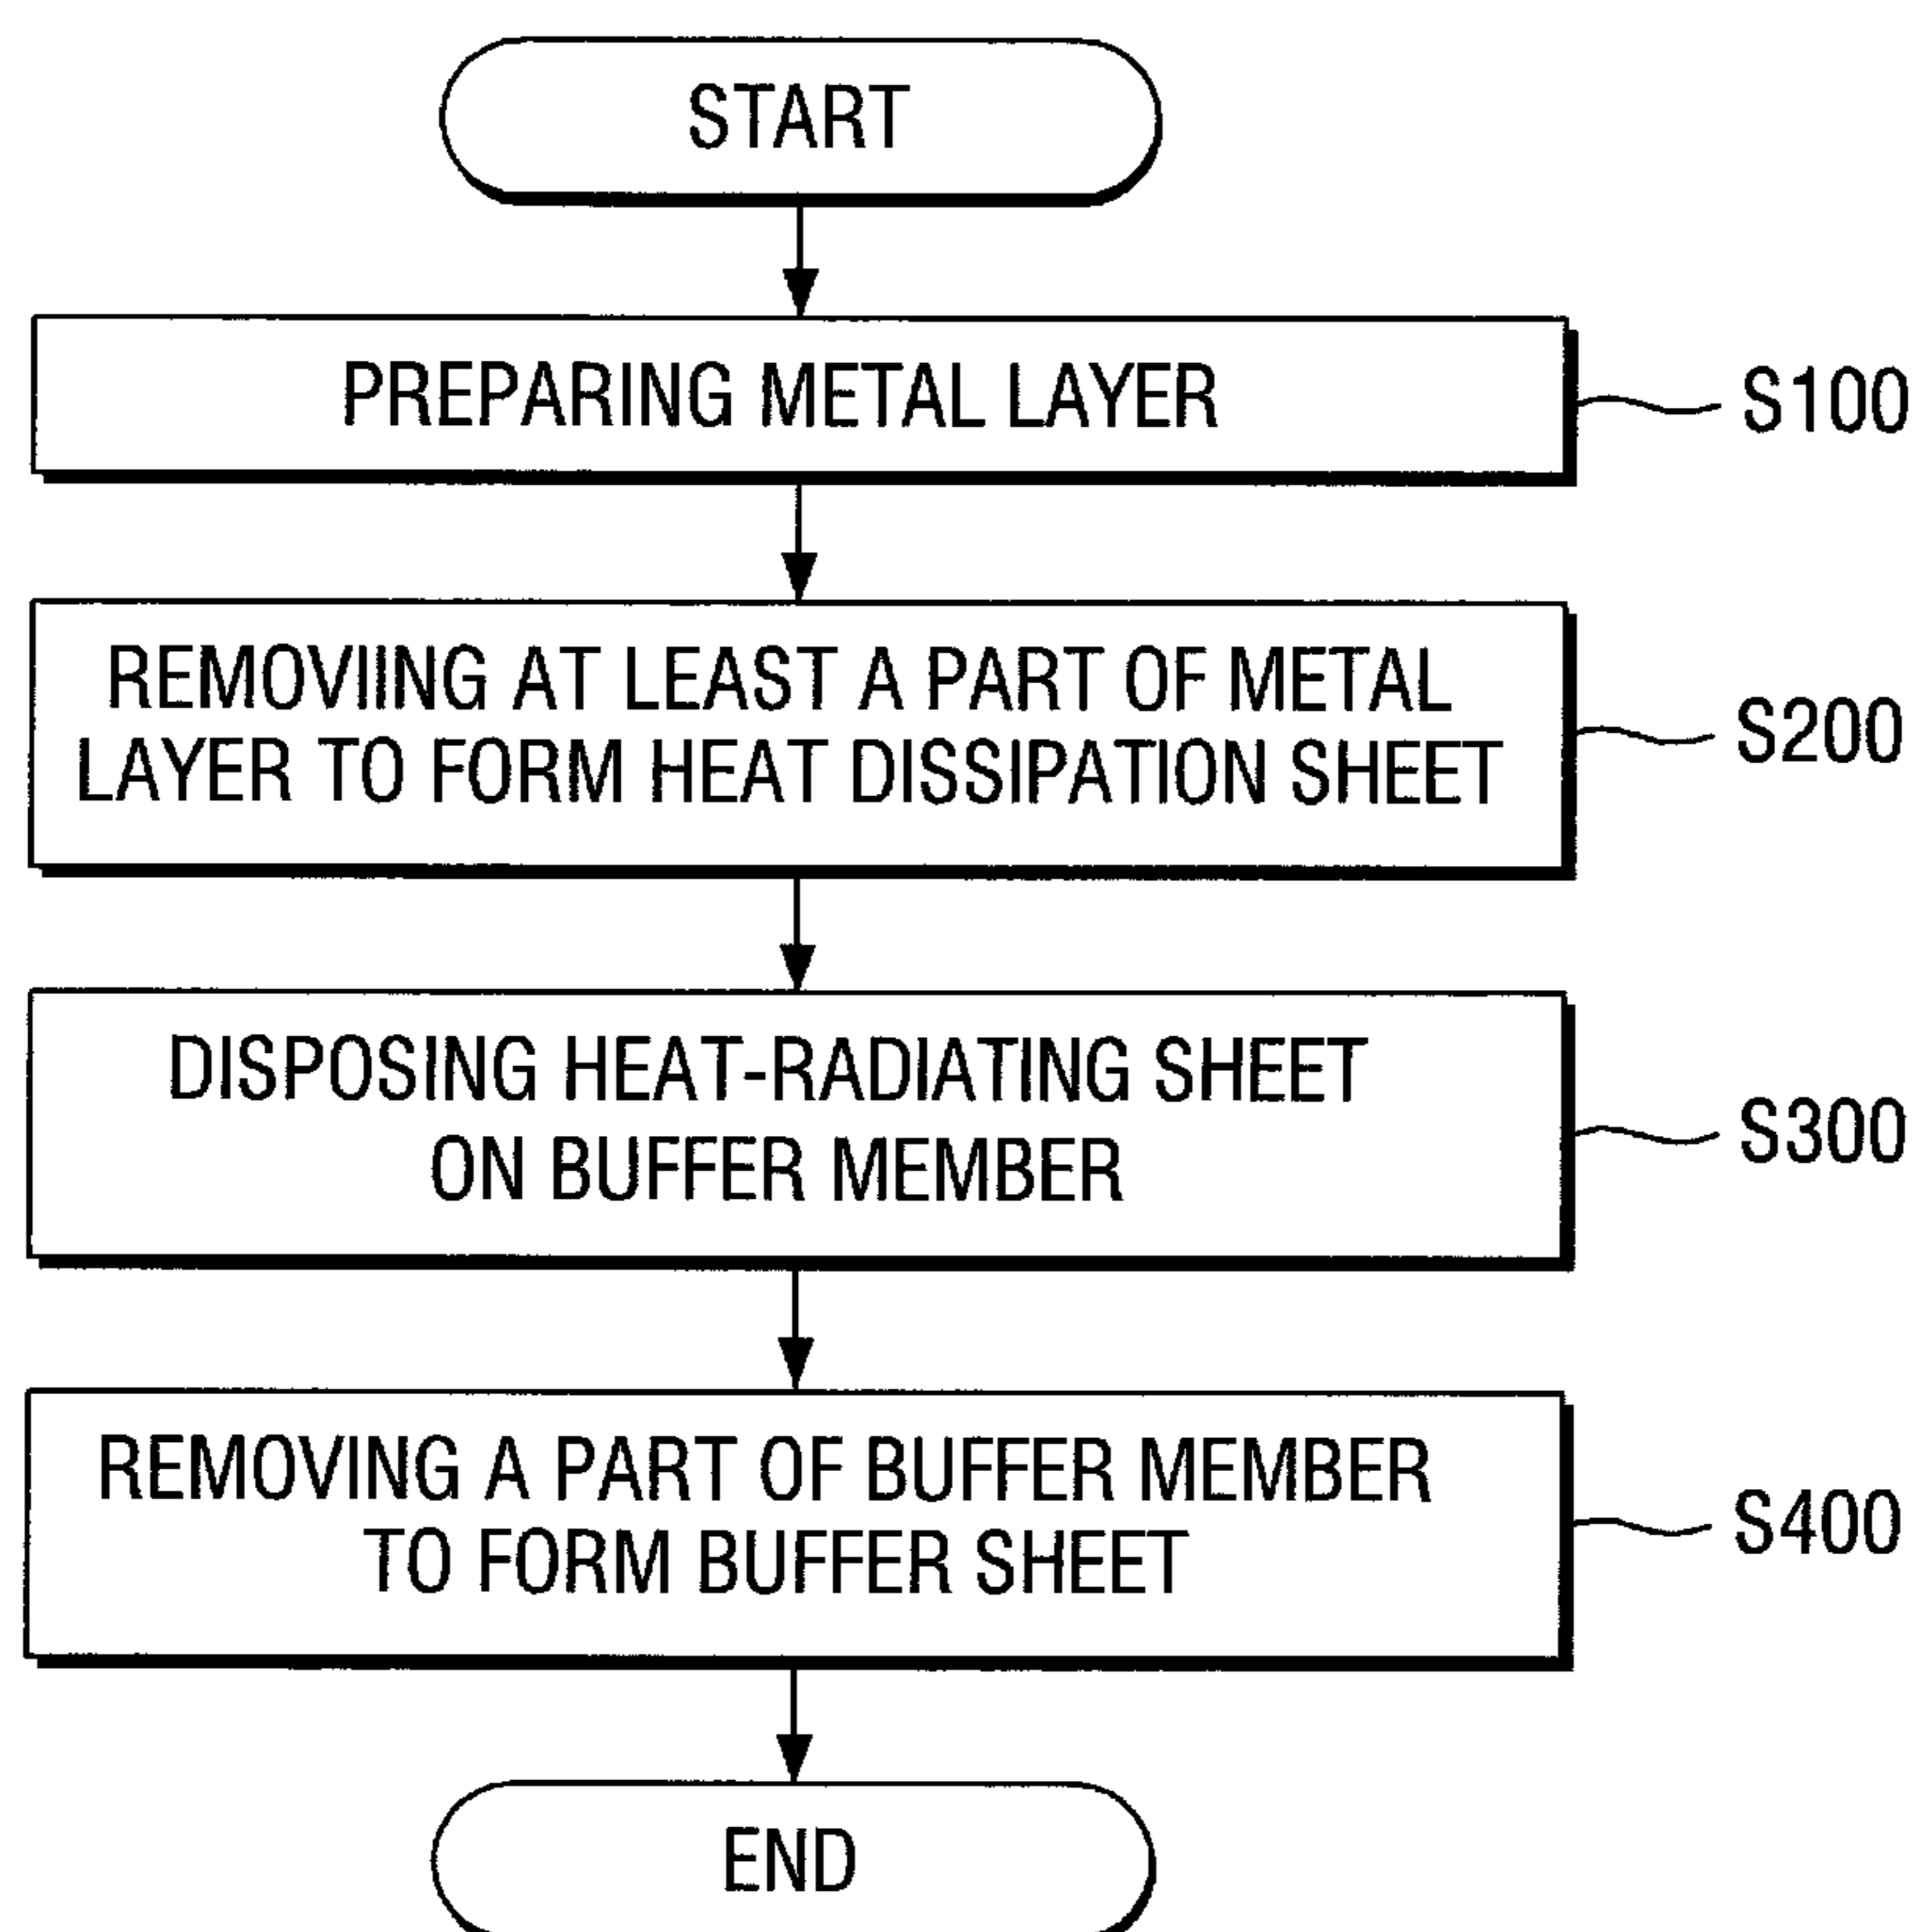 START
PREPARING METAL LAYER
S100
REMOVIING AT LEAST A PART OF METAL
LAYER TO FORM HEAT DISSIPATION SHEET
S200
DISPOSING HEAT-RADIATING SHEET
ON BUFFER MEMBER
S300
REMOVING A PART OF BUFFER MEMBER
TO FORM BUFFER SHEET
S400
END